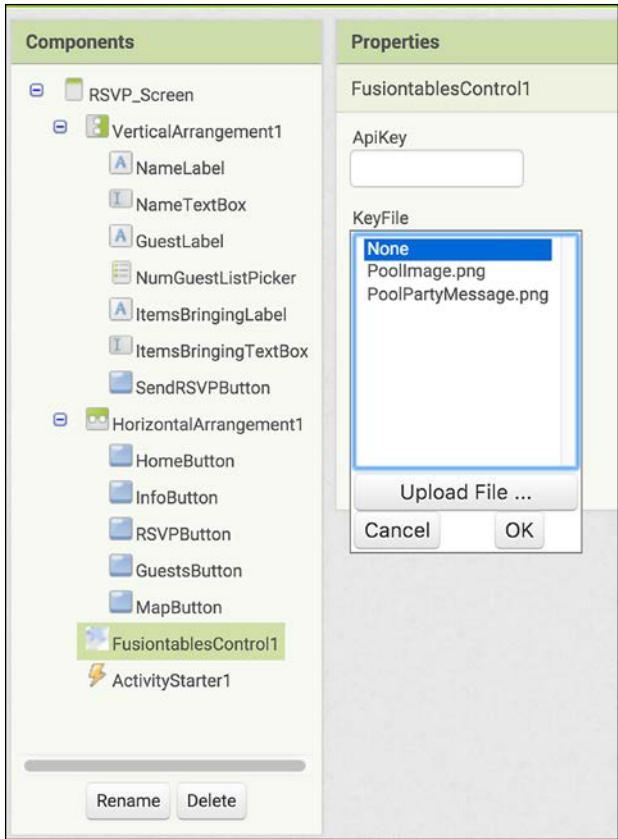 Components
RSVP_Screen
VerticalArrangement1
NameLabel
NameTextBox
GuestLabel
NumGuestListPicker
ItemsBringingLabel
ItemsBringingTextBox
SendRSVPButton
HorizontalArrangement1
HomeButton
InfoButton
RSVPButton
GuestsButton
MapButton
FusiontablesControl1
ActivityStarter1
Rename Delete
Properties
FusiontablesControl1
ApiKey
KeyFile
None
PoolImage.png
PoolPartyMessage.png
Upload File ...
Cancel OK